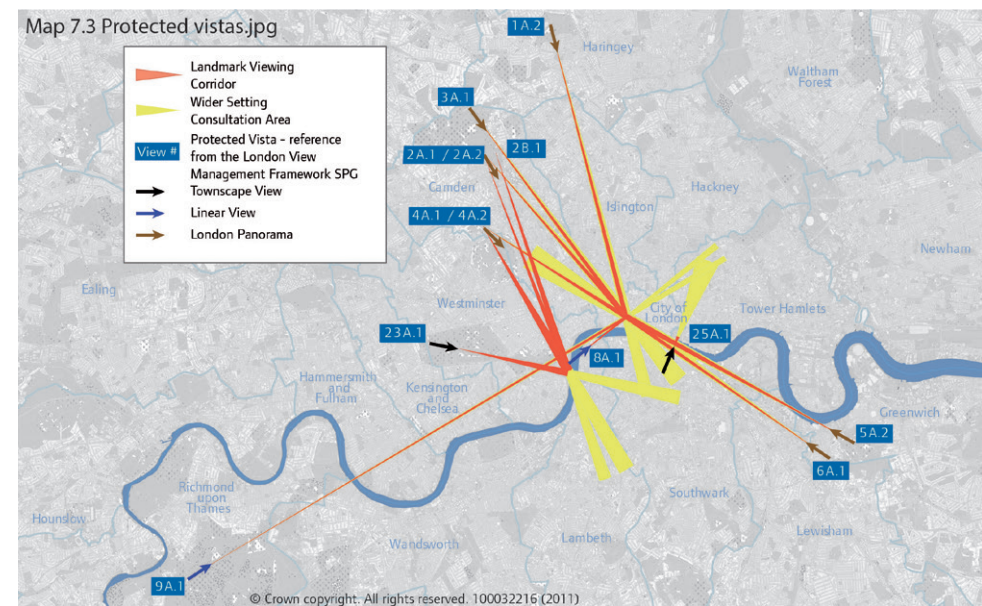 Map 7.3 Protected vistas.jpg
Landmark Viewing
Corridor
Wider Setting
Consultation Area
View #
Protected Vista - reference
from the London View
Management Framework SPG
Townscape View
Linear View
London Panorama
1A.2
Haringey
Waltham
Forest
3A.1
2B.1
2A.1 / 2A.2
Camden
Hackney
4A.1 / 4A.2
Islington
Newham
Ealing
Westminster
City of
London
Tower Hamlets
23A.1
25A.1
8A.1
Hammersmith
and
Fulham
Kensington
and
Chelsea
Greenwich
5A.2
6A.1
Richmond
upon
Thames
Southwark
Hounslow
Wandsworth
Lambeth
Lewisham
9A.1
© Crown copyright. All rights reserved. 100032216 (2011)